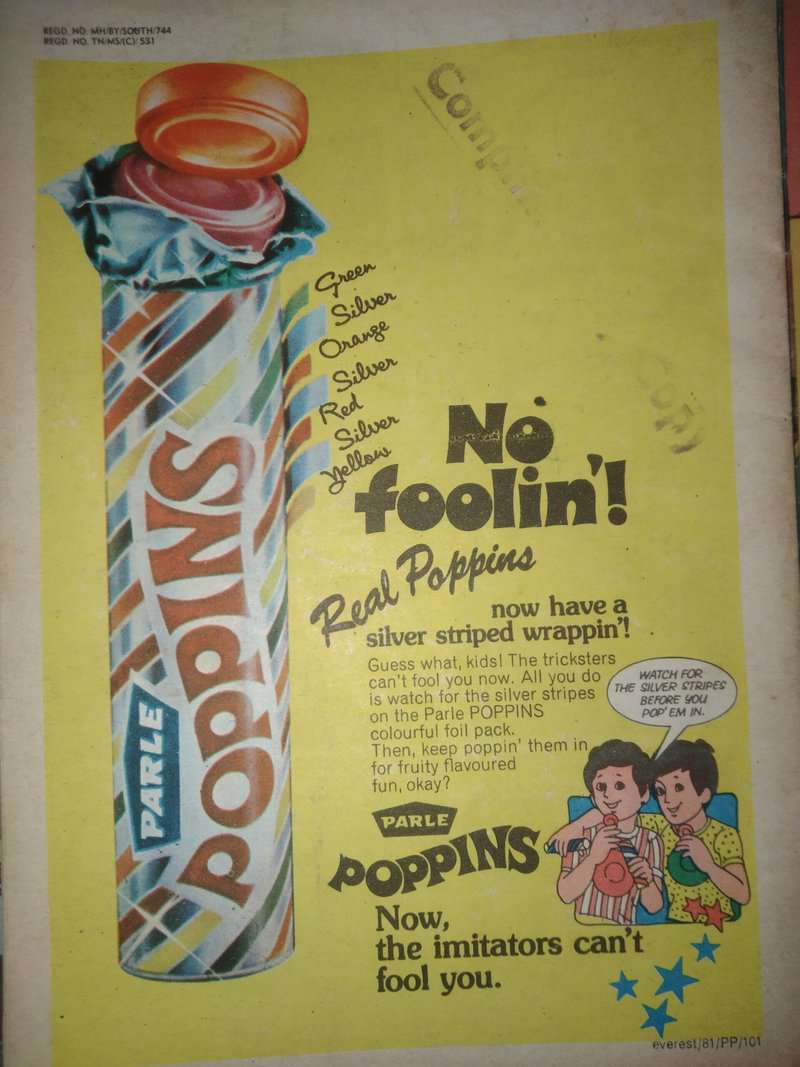 REGD. NO. MH/BY/SOUTH/744
REGD. NO. TN/MS/(C)/531
Green
Silver
Orange
Silver
Red
Silver
Yellow
No
foolin'!
Real Poppins
now have a
silver striped wrappin'!
Guess what, kids! The tricksters
can't fool you now. All you do
is watch for the silver stripes
on the Parle POPPINS
colourful foil pack.
Then, keep poppin' them in
for fruity flavoured
fun, okay?
WATCH FOR
THE SILVER STRIPES
BEFORE YOU
POP'EM IN.
PARLE
POPPINS
PARLE
POPPINS
Now,
the imitators can't
fool you.
everest/81/PP/101
Copy